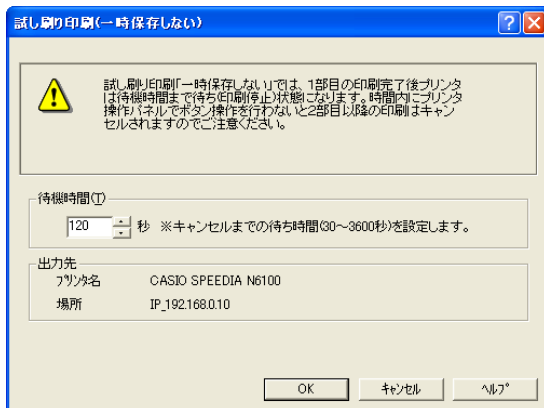 試し刷り印刷(一時保存しない)
試し刷り印刷「一時保存しない」では、1部目の印刷完了後プリンタ
は待機時間まで待ち(印刷停止)状態になります。時間内にプリンタ
操作パネルでボタン操作を行わないと2部目以降の印刷はキャン
セルされますのでご注意ください。
待機時間(T)
120 秒 ※キャンセルまでの待ち時間(30～3600秒)を設定します。
出力先
プリンタ名 CASIO SPEEDIA N6100
場所 IP_192.168.0.10
OK キャンセル ヘルプ